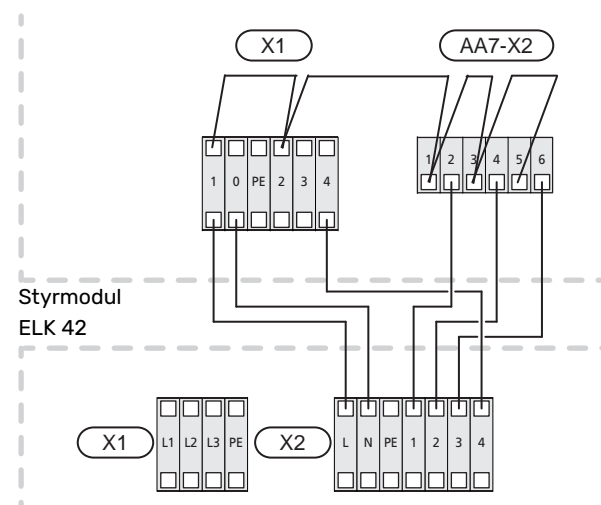 X1 AA7-X2
1 0 PE 2 3 4
1 2 3 4 5 6
Styrmodul
ELK 42
X1 L1 L2 L3 PE X2 L N PE 1 2 3 4